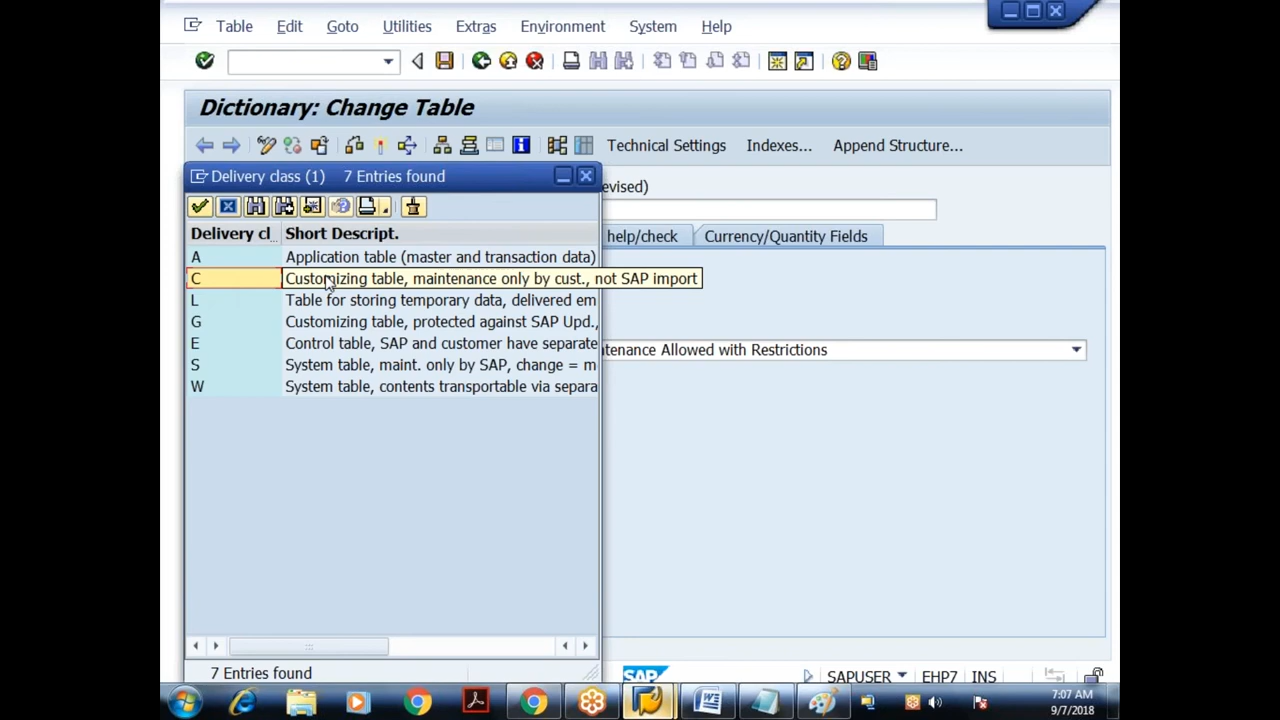 Table Edit Goto Utilities Extras Environment System Help
Dictionary: Change Table
Technical Settings Indexes... Append Structure...
Delivery class (1) 7 Entries found
evised)
Delivery cl... Short Descript.
help/check Currency/Quantity Fields
A Application table (master and transaction data)
C Customizing table, maintenance only by cust., not SAP import
L Table for storing temporary data, delivered em
G Customizing table, protected against SAP Upd.,
E Control table, SAP and customer have separate
tenance Allowed with Restrictions
S System table, maint. only by SAP, change = m
W System table, contents transportable via separa
7 Entries found
SAP SAPUSER EHP7 INS
7:07 AM
9/7/2018